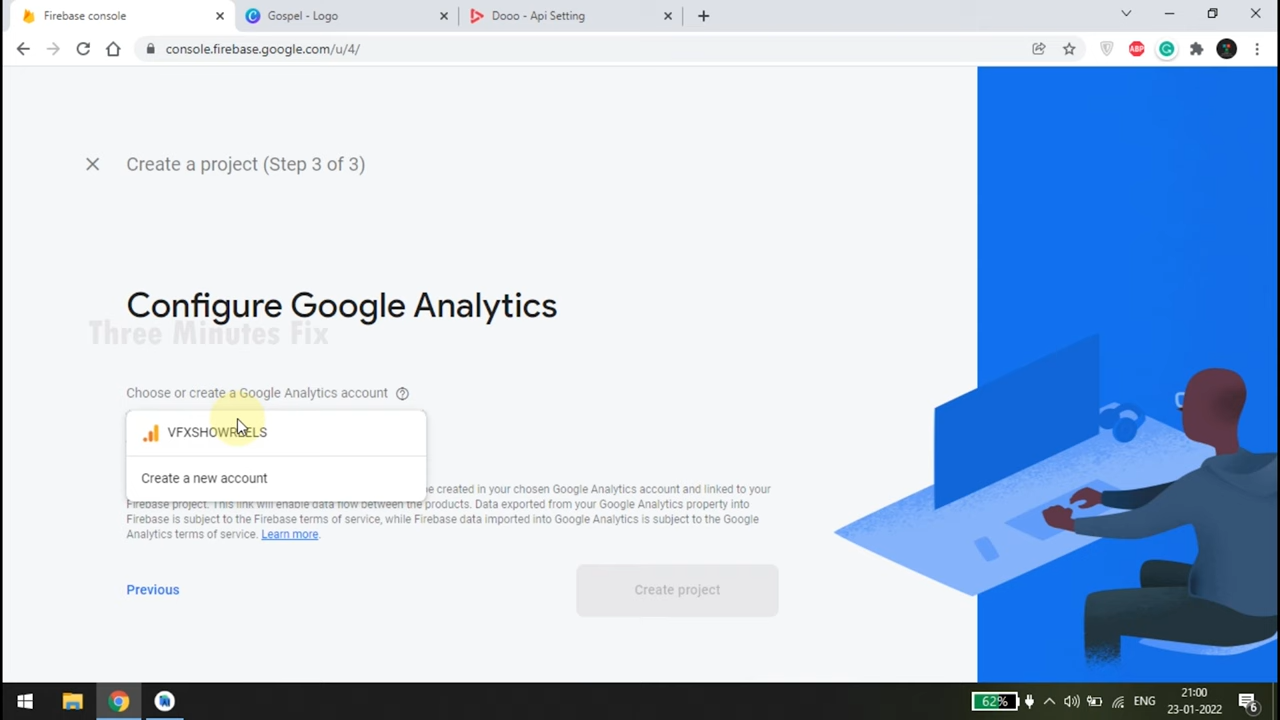 Firebase console
Gospel - Logo
Dooo - Api Setting
console.firebase.google.com/u/4/
ABP
Create a project (Step 3 of 3)
Configure Google Analytics
Three Minutes Fix
Choose or create a Google Analytics account
VFXSHOWREELS
Create a new account
be created in your chosen Google Analytics account and linked to your
Firebase project. This link will enable data flow between the products. Data exported from your Google Analytics property into
Firebase is subject to the Firebase terms of service, while Firebase data imported into Google Analytics is subject to the Google
Analytics terms of service. Learn more.
Previous
Create project
62%
ENG
21:00
23-01-2022
6